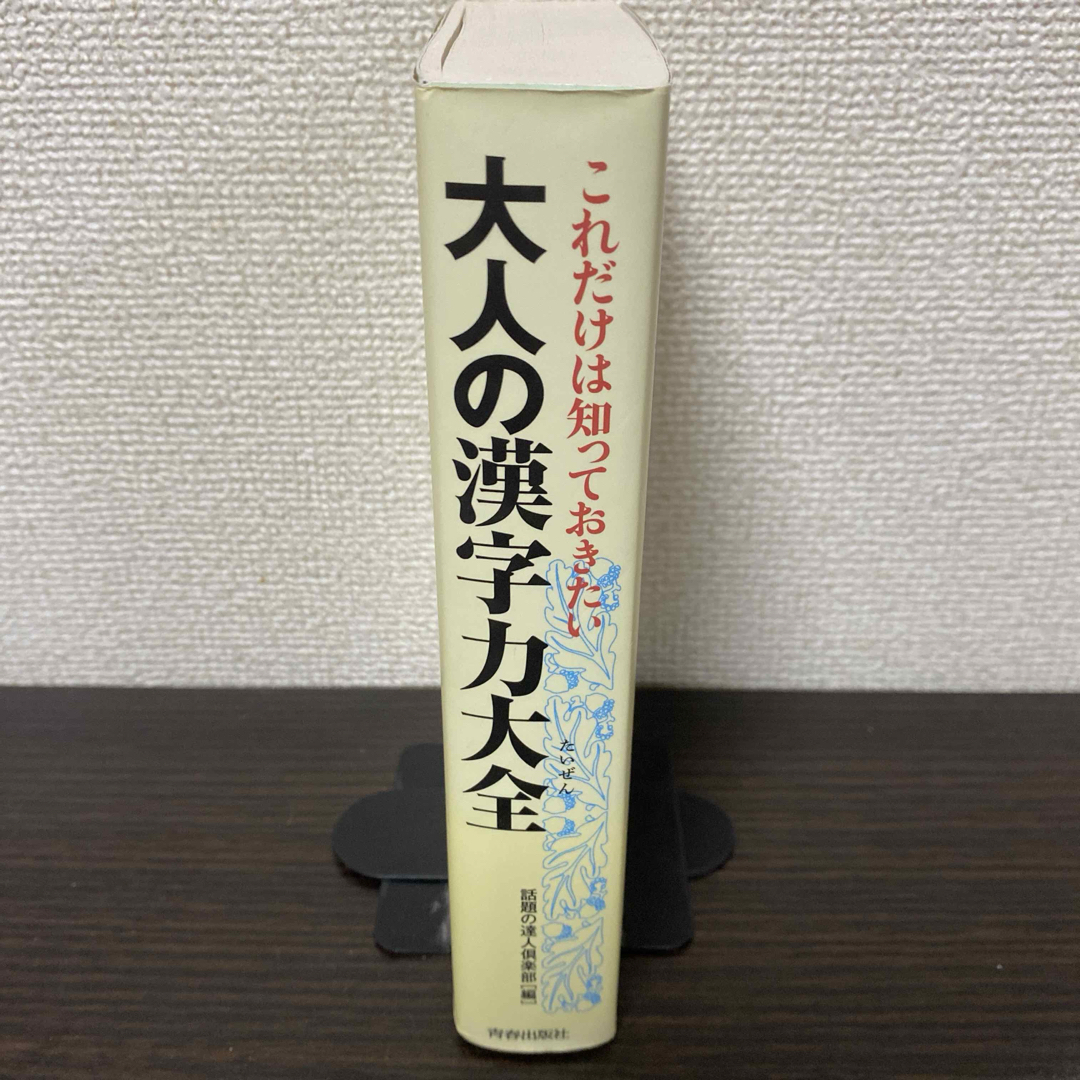 これだけは知っておきたい
大人の漢字力大全
たいぜん
話題の達人倶楽部[編]
青春出版社